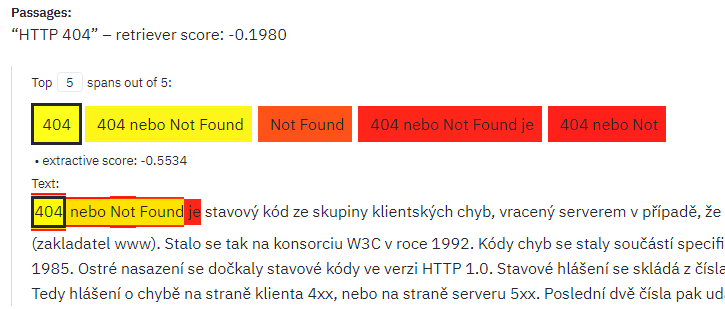 Passages:
“HTTP 404” – retriever score: -0.1980
Top 5 spans out of 5:
404 404 nebo Not Found Not Found 404 nebo Not Found je 404 nebo Not
• extractive score: -0.5534
Text:
404 nebo Not Found je stavový kód ze skupiny klientských chyb, vracený serverem v případě, že
(zakladatel www). Stalo se tak na konsorciu W3C v roce 1992. Kódy chyb se staly součástí specifi
1985. Ostré nasazení se dočkaly stavové kódy ve verzi HTTP 1.0. Stavové hlášení se skládá z čísla
Tedy hlášení o chybě na straně klienta 4xx, nebo na straně serveru 5xx. Poslední dvě čísla pak ud